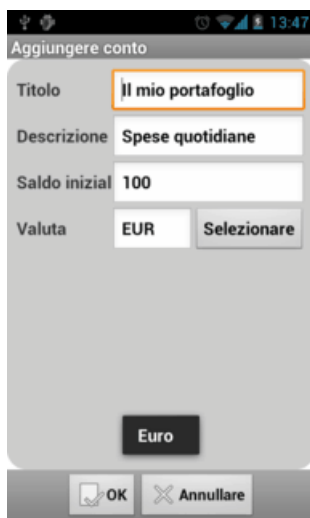 13:47
Aggiungere conto
Titolo Il mio portafoglio
Descrizione Spese quotidiane
Saldo inizial 100
Valuta EUR Selezionare
Euro
OK Annullare